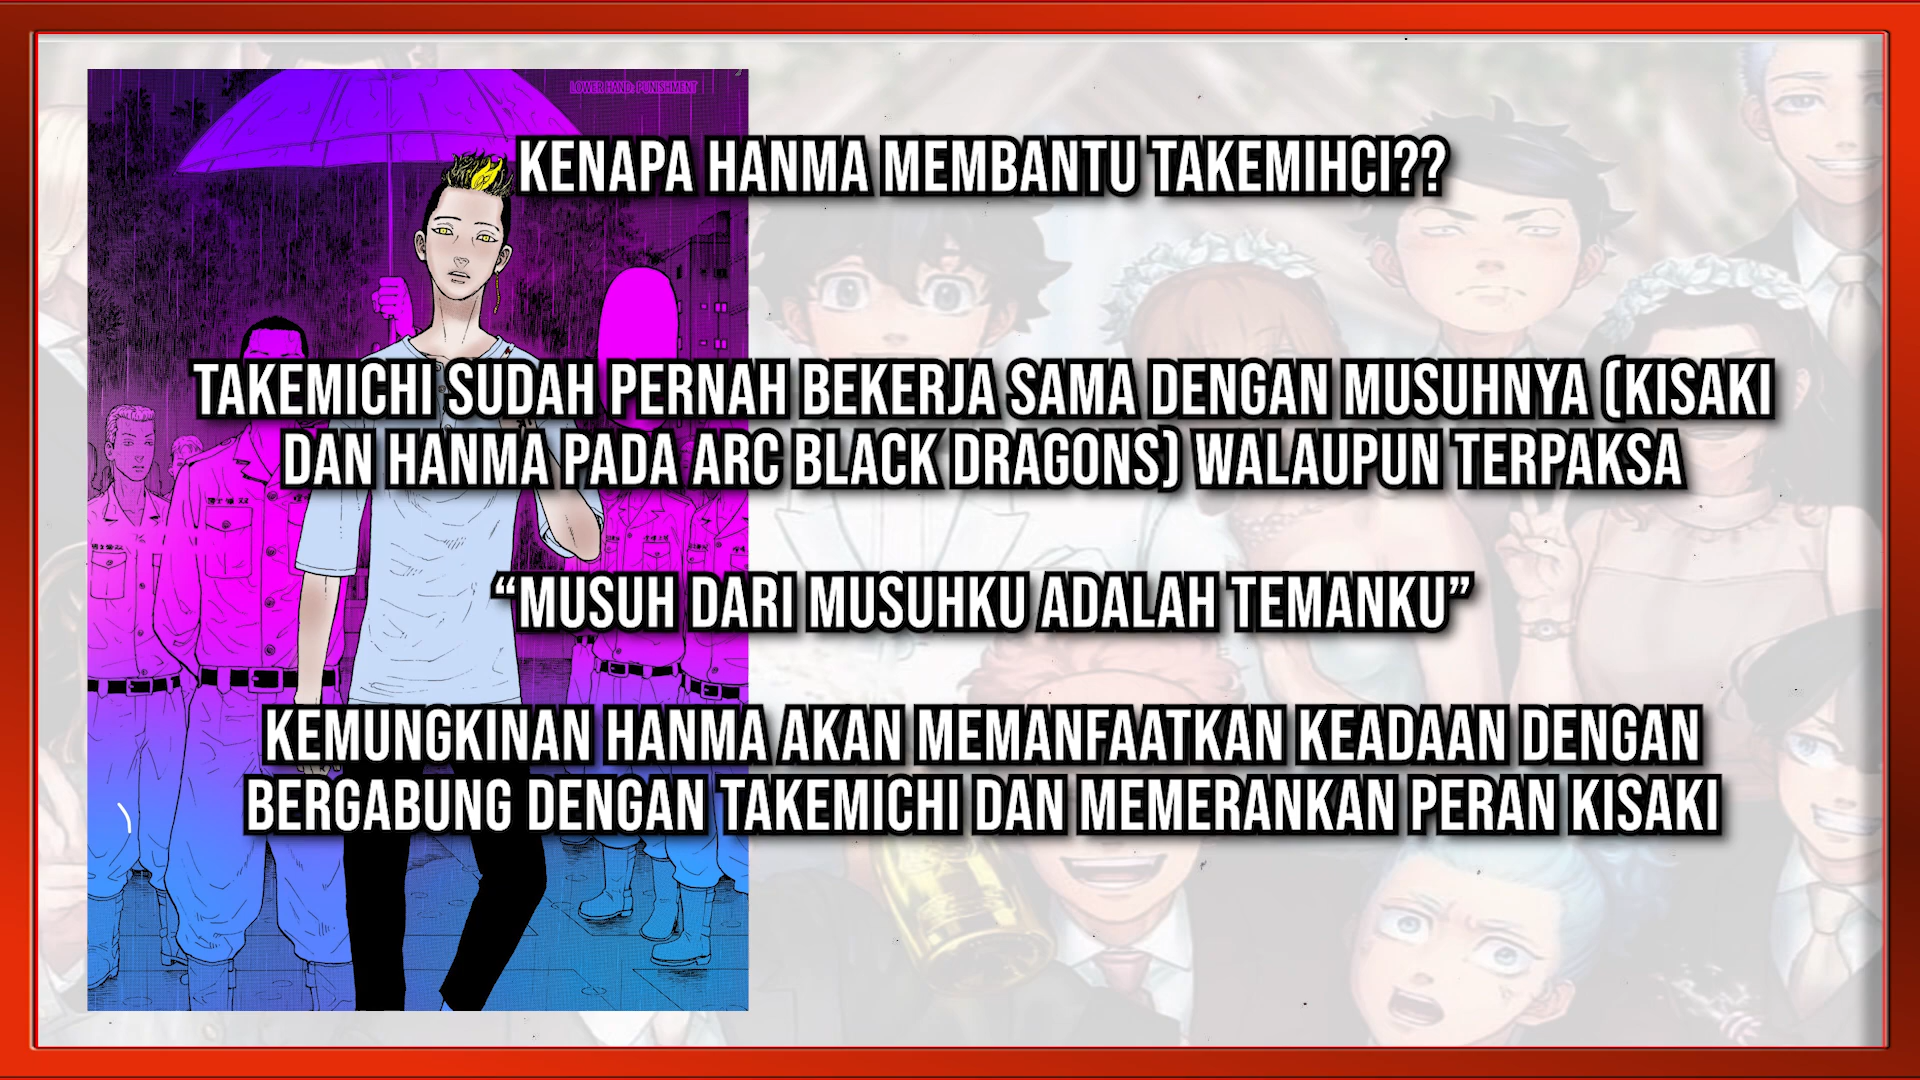 LOWER HAND: PUNISHMENT
KENAPA HANMA MEMBANTU TAKEMIHCI??
TAKEMICHI SUDAH PERNAH BEKERJA SAMA DENGAN MUSUHNYA (KISAKI
DAN HANMA PADA ARC BLACK DRAGONS) WALAUPUN TERPAKSA
“MUSUH DARI MUSUHKU ADALAH TEMANKU”
KEMUNGKINAN HANMA AKAN MEMANFAATKAN KEADAAN DENGAN
BERGABUNG DENGAN TAKEMICHI DAN MEMERANKAN PERAN KISAKI